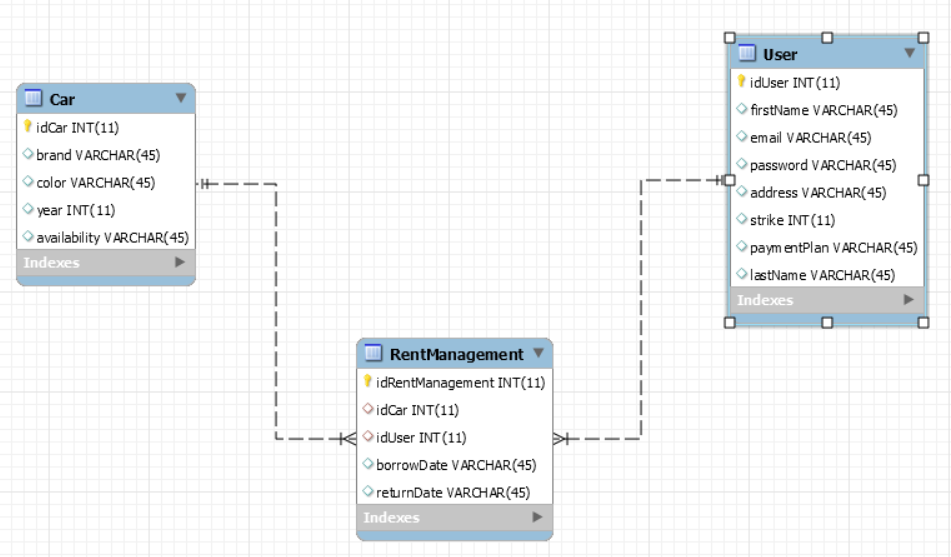 Car
idCar INT(11)
brand VARCHAR(45)
color VARCHAR(45)
year INT(11)
availability VARCHAR(45)
Indexes
User
idUser INT(11)
firstName VARCHAR(45)
email VARCHAR(45)
password VARCHAR(45)
address VARCHAR(45)
strike INT(11)
paymentPlan VARCHAR(45)
lastName VARCHAR(45)
Indexes
RentManagement
idRentManagement INT(11)
idCar INT(11)
idUser INT(11)
borrowDate VARCHAR(45)
returnDate VARCHAR(45)
Indexes